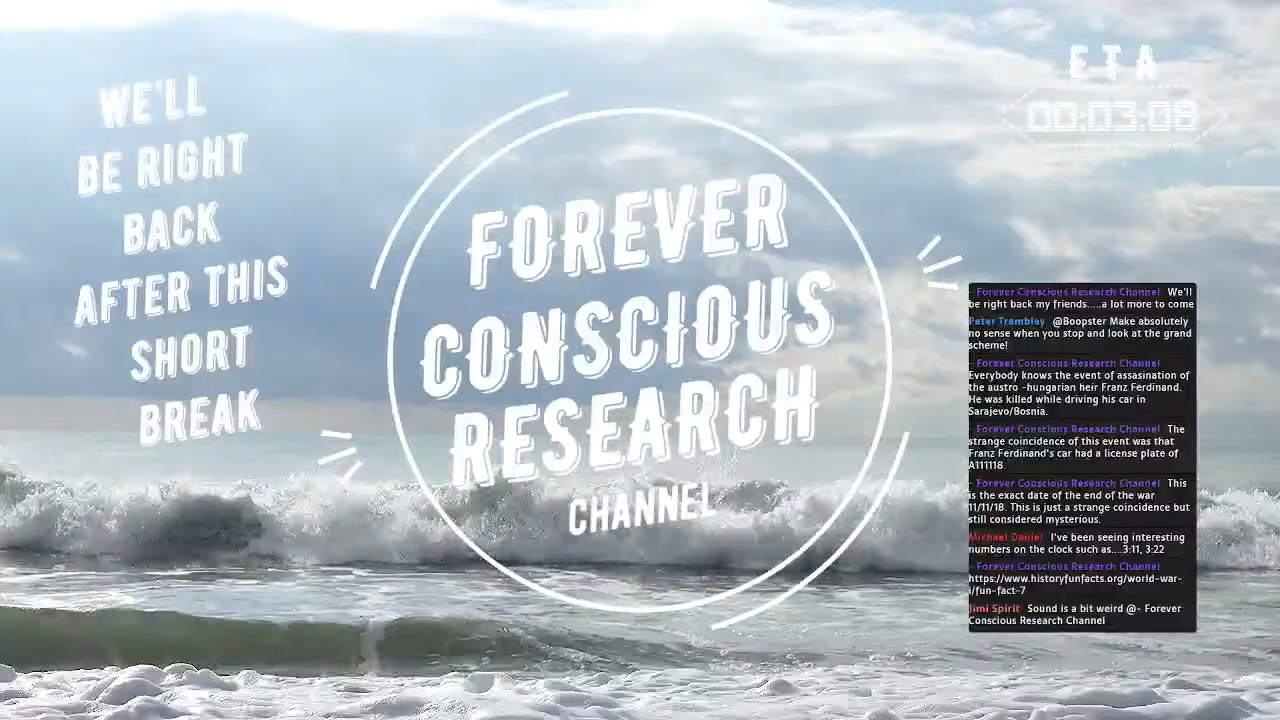 WE'LL
BE RIGHT
BACK
AFTER THIS
SHORT
BREAK
FOREVER
CONSCIOUS
RESEARCH
CHANNEL
ETA
00:03:08
- Forever Conscious Research Channel We'll
be right back my friends....a lot more to come
Peter Tremblay @Boopster Make absolutely
no sense when you stop and look at the grand
scheme!
- Forever Conscious Research Channel
Everybody knows the event of assasination of
the austro -hungarian heir Franz Ferdinand.
He was killed while driving his car in
Sarajevo/Bosnia.
- Forever Conscious Research Channel The
strange coincidence of this event was that
Franz Ferdinand's car had a license plate of
A111118.
- Forever Conscious Research Channel This
is the exact date of the end of the war
11/11/18. This is just a strange coincidence but
still considered mysterious.
Michael Daniel I've been seeing interesting
numbers on the clock such as....3:11, 3:22
- Forever Conscious Research Channel
https://www.historyfunfacts.org/world-war-
i/fun-fact-7
Jimi Spirit Sound is a bit weird @- Forever
Conscious Research Channel